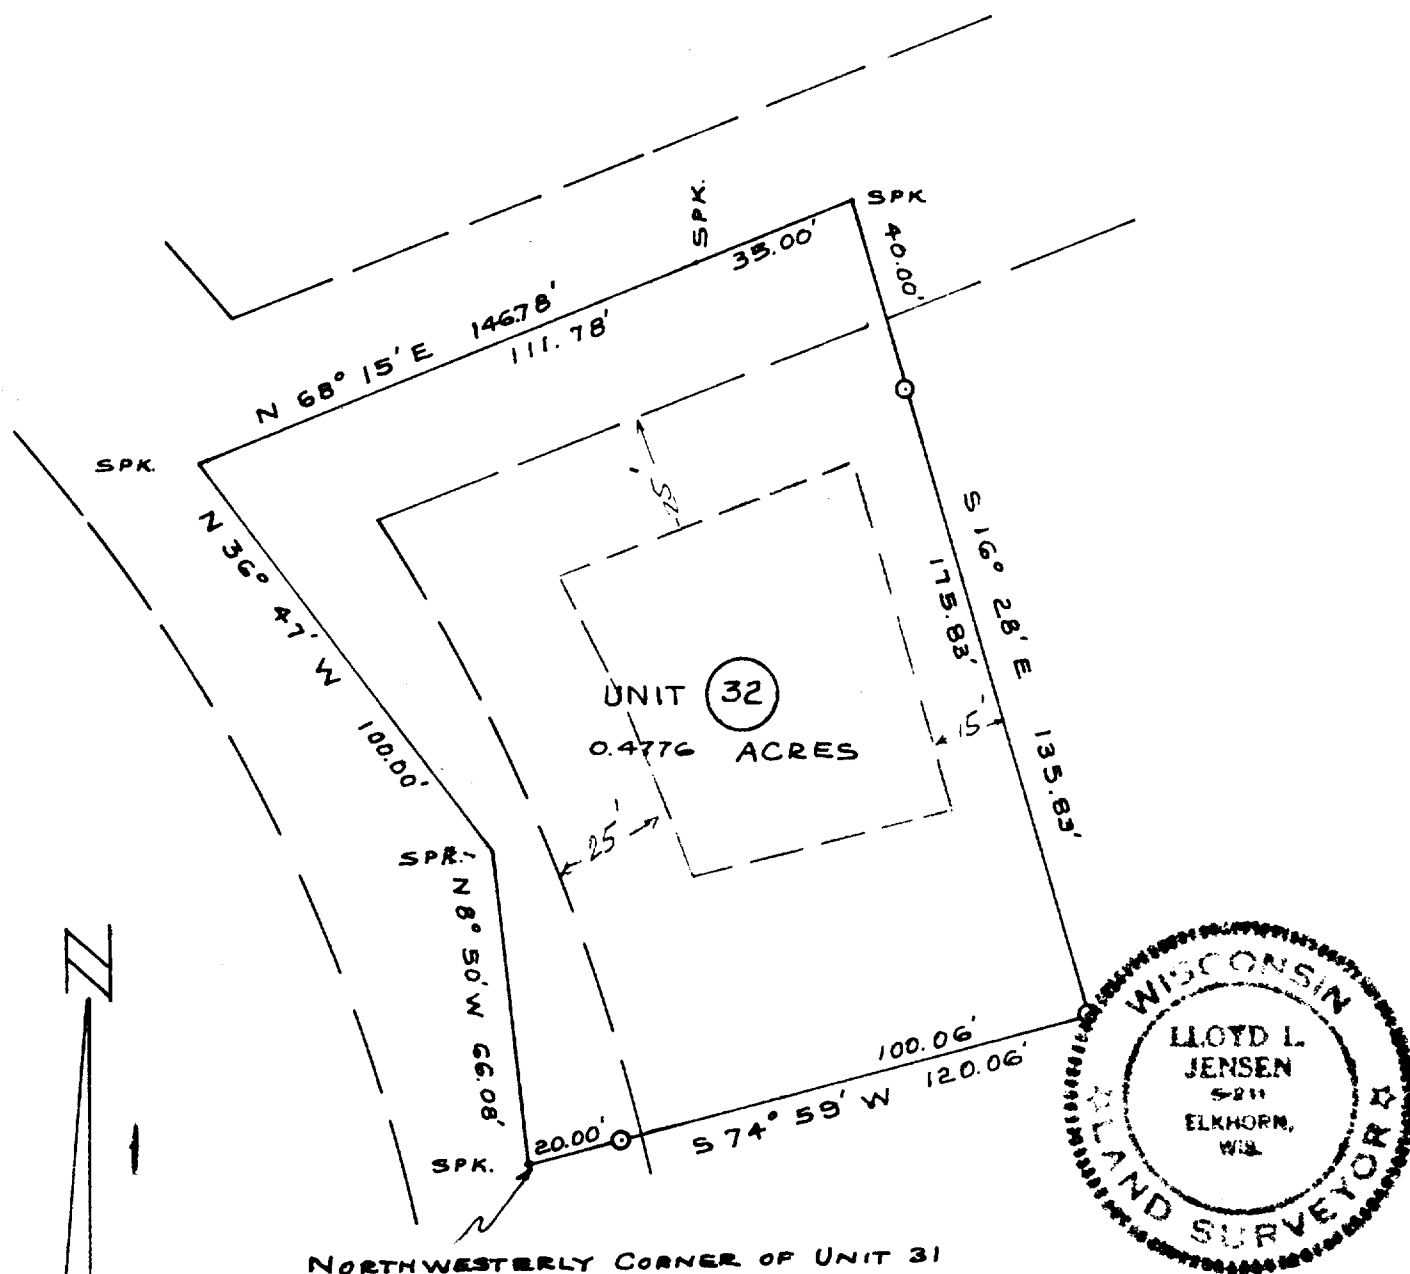 SPK
SPK.
40.00'
35.00'
146.78'
N 68° 15' E
111.78'
SPK.
25'
N 36° 47' W 100.00'
S 16° 28' E 135.83'
175.83'
UNIT 32
0.4776 ACRES
15'
25'
SPK.
N 8° 50' W 66.08'
N
100.06'
S 74° 59' W 120.06'
20.00'
SPK.
NORTHWESTERLY CORNER OF UNIT 31
WISCONSIN
LLOYD L.
JENSEN
S-211
ELKHORN,
WIS.
LAND SURVEYOR